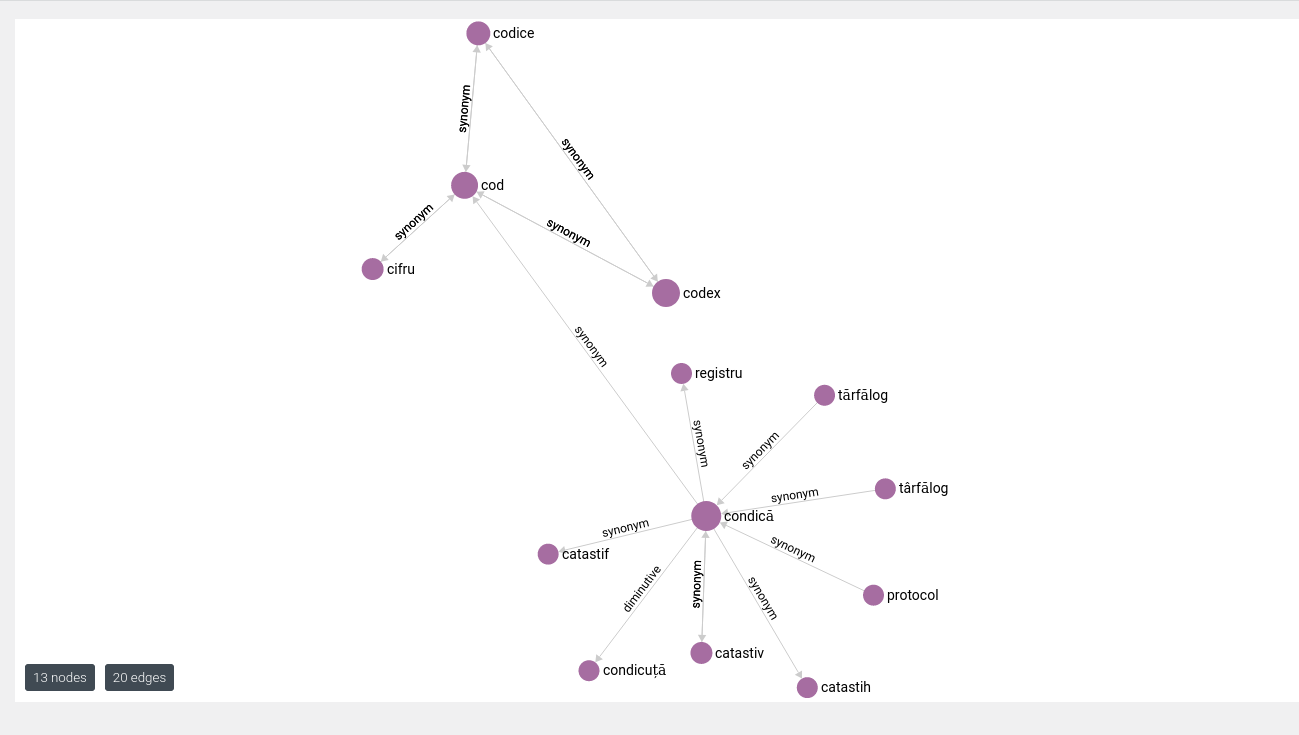 codice
synonym
synonym
cod
synonym
synonym
cifru
codex
synonym
registru
tărfălog
synonym
synonym
târfălog
synonym
condică
synonym
synonym
catastif
diminutive
synonym
synonym
protocol
catastiv
condicuță
catastih
13 nodes
20 edges